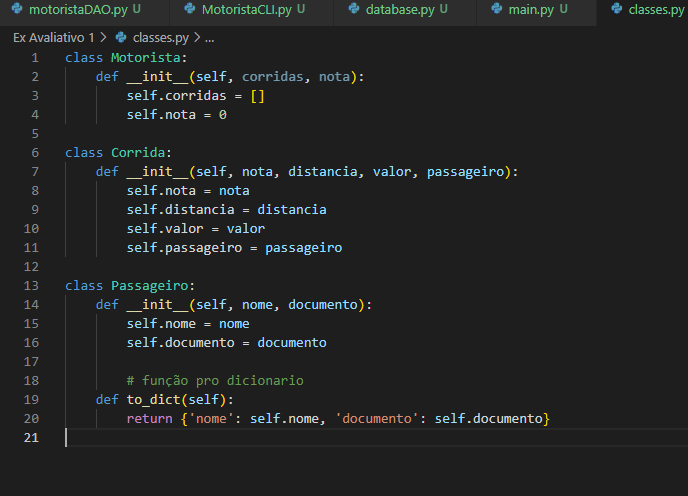 motoristaDAO.py U MotoristaCLI.py U database.py U main.py U classes.py
Ex Avaliativo 1 > classes.py > ...
1 class Motorista:
2     def __init__(self, corridas, nota):
3         self.corridas = []
4         self.nota = 0
5
6 class Corrida:
7     def __init__(self, nota, distancia, valor, passageiro):
8         self.nota = nota
9         self.distancia = distancia
10         self.valor = valor
11         self.passageiro = passageiro
12
13 class Passageiro:
14     def __init__(self, nome, documento):
15         self.nome = nome
16         self.documento = documento
17
18         # função pro dicionario
19     def to_dict(self):
20         return {'nome': self.nome, 'documento': self.documento}
21